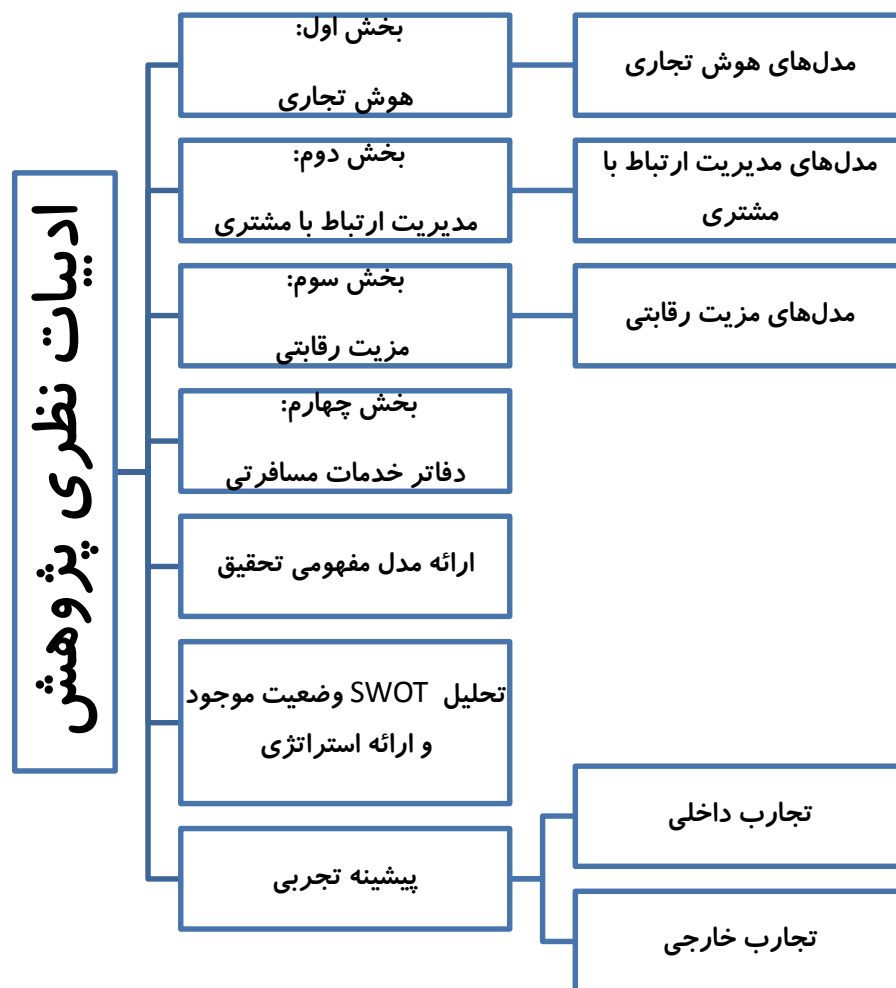 ادبیات نظری پژوهش
بخش اول:
هوش تجاری
مدل‌های هوش تجاری
بخش دوم:
مدیریت ارتباط با مشتری
مدل‌های مدیریت ارتباط با
مشتری
بخش سوم:
مزیت رقابتی
مدل‌های مزیت رقابتی
بخش چهارم:
دفاتر خدمات مسافرتی
ارائه مدل مفهومی تحقیق
تحلیل SWOT وضعیت موجود
و ارائه استراتژی
پیشینه تجربی
تجارب داخلی
تجارب خارجی